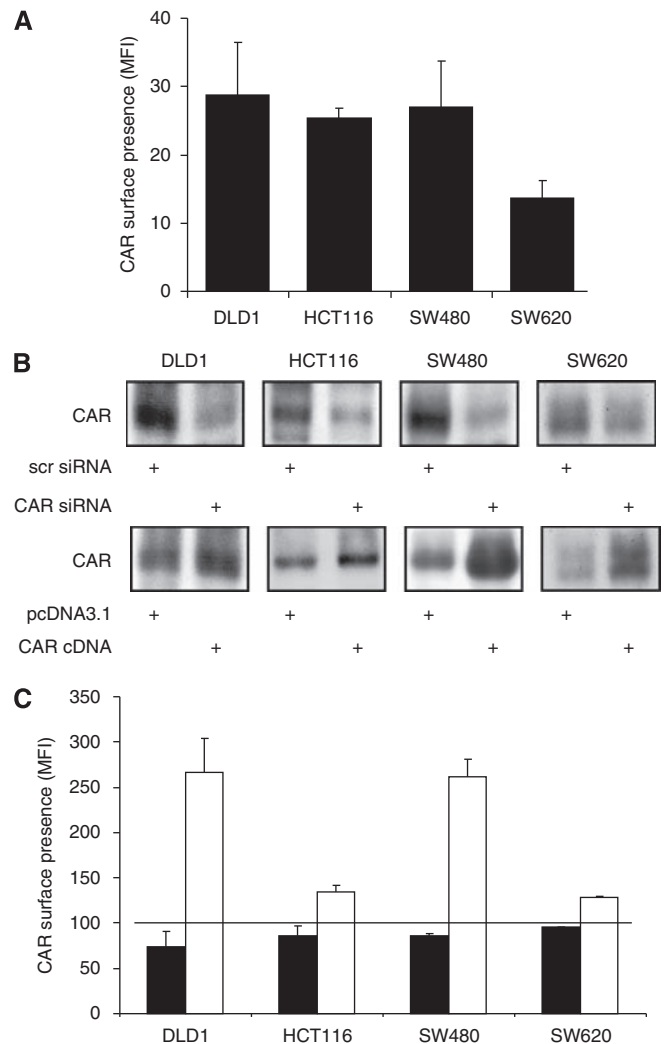 A
CAR surface presence (MFI)
40
30
20
10
0
DLD1 HCT116 SW480 SW620
B
DLD1 HCT116 SW480 SW620
CAR
scr siRNA + + + +
CAR siRNA + + + +
CAR
pcDNA3.1 + + + +
CAR cDNA + + + +
C
CAR surface presence (MFI)
350
300
250
200
150
100
50
0
DLD1 HCT116 SW480 SW620